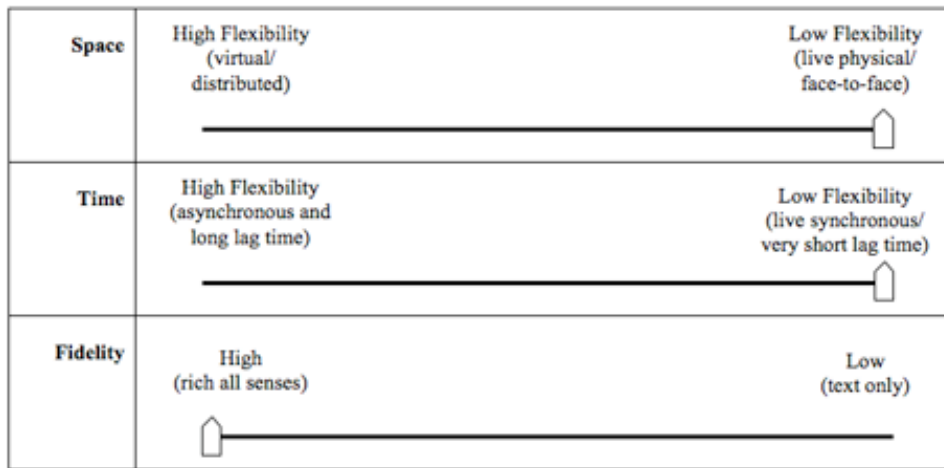 Space
High Flexibility
(virtual/
distributed)
Low Flexibility
(live physical/
face-to-face)
Time
High Flexibility
(asynchronous and
long lag time)
Low Flexibility
(live synchronous/
very short lag time)
Fidelity
High
(rich all senses)
Low
(text only)